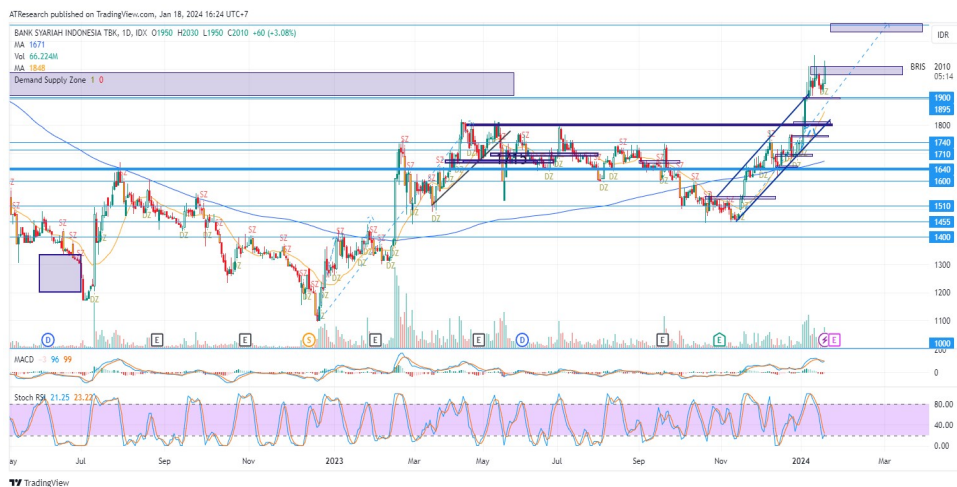 ATResearch published on TradingView.com, Jan 18, 2024 16:24 UTC+7
BANK SYARIAH INDONESIA TBK, 1D, IDX O1950 H2030 L1950 C2010 +60 (+3.08%)
MA 1671
Vol 66.224M
MA 1848
Demand Supply Zone 1 0
IDR
BRIS 2010
05:14
1900
1895
1800
1740
1710
1640
1600
1510
1455
1400
1300
1200
1100
1000
200
SZ
DZ
D
E
E
S
E
E
D
E
E
E
MACD 96 99
0
Stoch RSI 21.25 23.22
80.00
40.00
0.00
Jul
Sep
Nov
2023
Mar
May
Jul
Sep
Nov
2024
Mar
TradingView